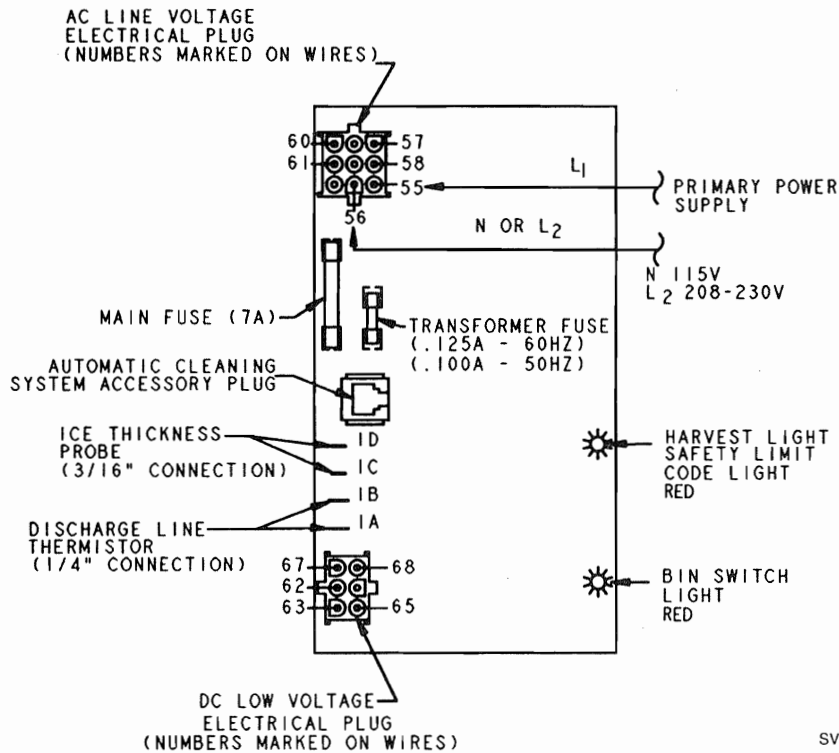 AC LINE VOLTAGE
ELECTRICAL PLUG
(NUMBERS MARKED ON WIRES)
60
57
61
58
55
56
L1
PRIMARY POWER
SUPPLY
N OR L2
N 115V
L2 208-230V
MAIN FUSE (7A)
TRANSFORMER FUSE
(.125A - 60HZ)
(.100A - 50HZ)
AUTOMATIC CLEANING
SYSTEM ACCESSORY PLUG
ICE THICKNESS
PROBE
(3/16" CONNECTION)
1D
1C
1B
1A
HARVEST LIGHT
SAFETY LIMIT
CODE LIGHT
RED
DISCHARGE LINE
THERMISTOR
(1/4" CONNECTION)
67
68
62
63
65
BIN SWITCH
LIGHT
RED
DC LOW VOLTAGE
ELECTRICAL PLUG
(NUMBERS MARKED ON WIRES)
SV